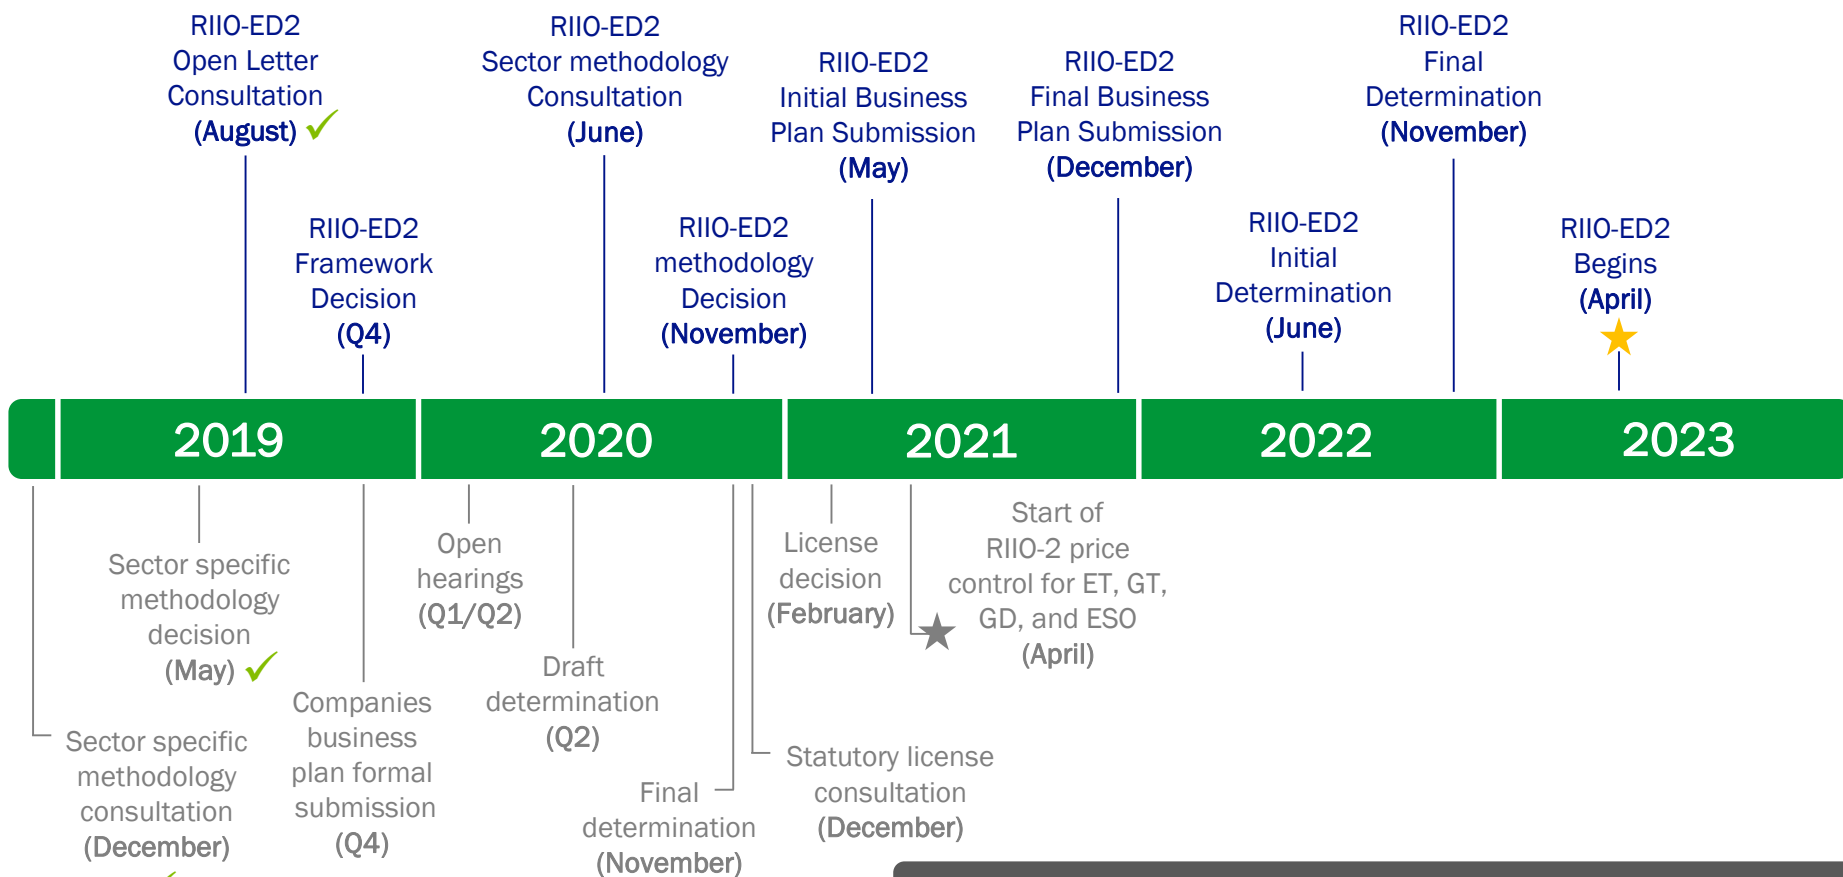 RIIO-ED2
Open Letter
Consultation
(August)
RIIO-ED2
Framework
Decision
(Q4)
RIIO-ED2
Sector methodology
Consultation
(June)
RIIO-ED2
methodology
Decision
(November)
RIIO-ED2
Initial Business
Plan Submission
(May)
RIIO-ED2
Final Business
Plan Submission
(December)
RIIO-ED2
Initial
Determination
(June)
RIIO-ED2
Final
Determination
(November)
RIIO-ED2
Begins
(April)
2019
2020
2021
2022
2023
Sector specific
methodology
consultation
(December)
Sector specific
methodology
decision
(May)
Companies
business
plan formal
submission
(Q4)
Open
hearings
(Q1/Q2)
Draft
determination
(Q2)
Final
determination
(November)
Statutory license
consultation
(December)
License
decision
(February)
Start of
RIIO-2 price
control for ET, GT,
GD, and ESO
(April)